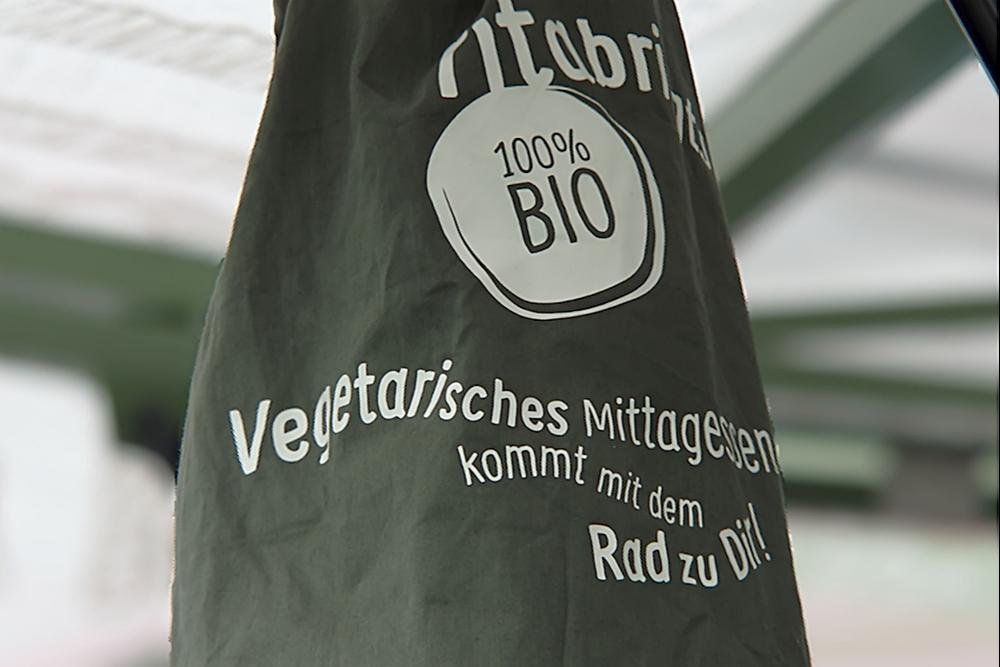 100%
BIO
Vegetarisches Mittagessen
kommt mit dem
Rad zu Dir!